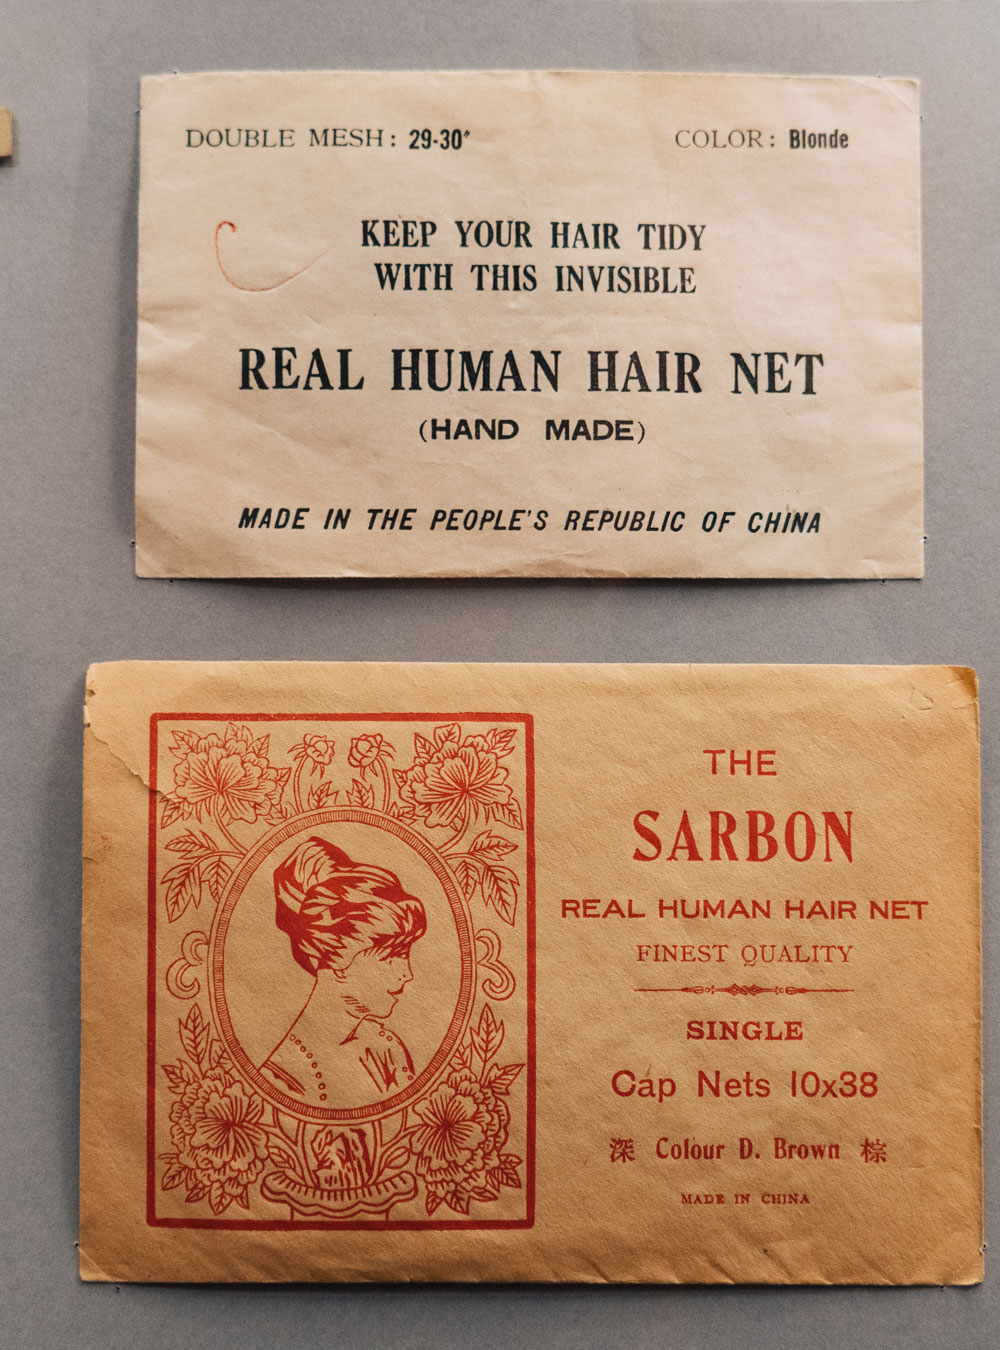 DOUBLE MESH: 29-30" COLOR: Blonde
KEEP YOUR HAIR TIDY
WITH THIS INVISIBLE
REAL HUMAN HAIR NET
(HAND MADE)
MADE IN THE PEOPLE'S REPUBLIC OF CHINA
THE
SARBON
REAL HUMAN HAIR NET
FINEST QUALITY
SINGLE
Cap Nets 10x38
深 Colour D. Brown 棕
MADE IN CHINA